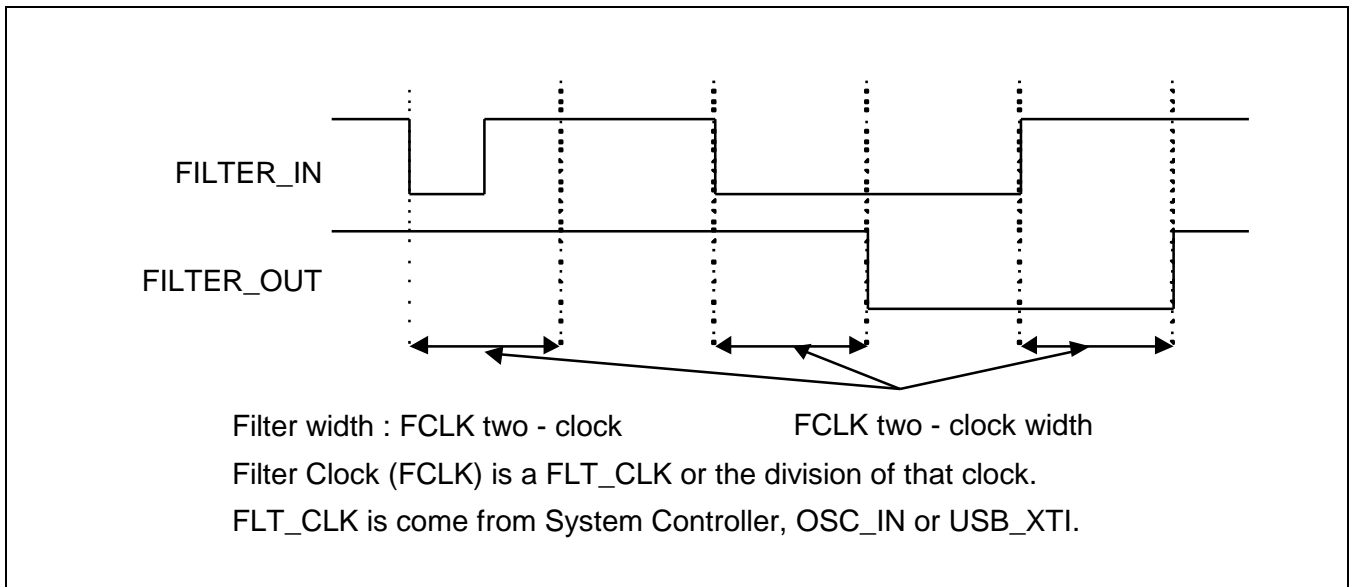 FILTER_IN
FILTER_OUT
Filter width : FCLK two - clock
FCLK two - clock width
Filter Clock (FCLK) is a FLT_CLK or the division of that clock.
FLT_CLK is come from System Controller, OSC_IN or USB_XTI.